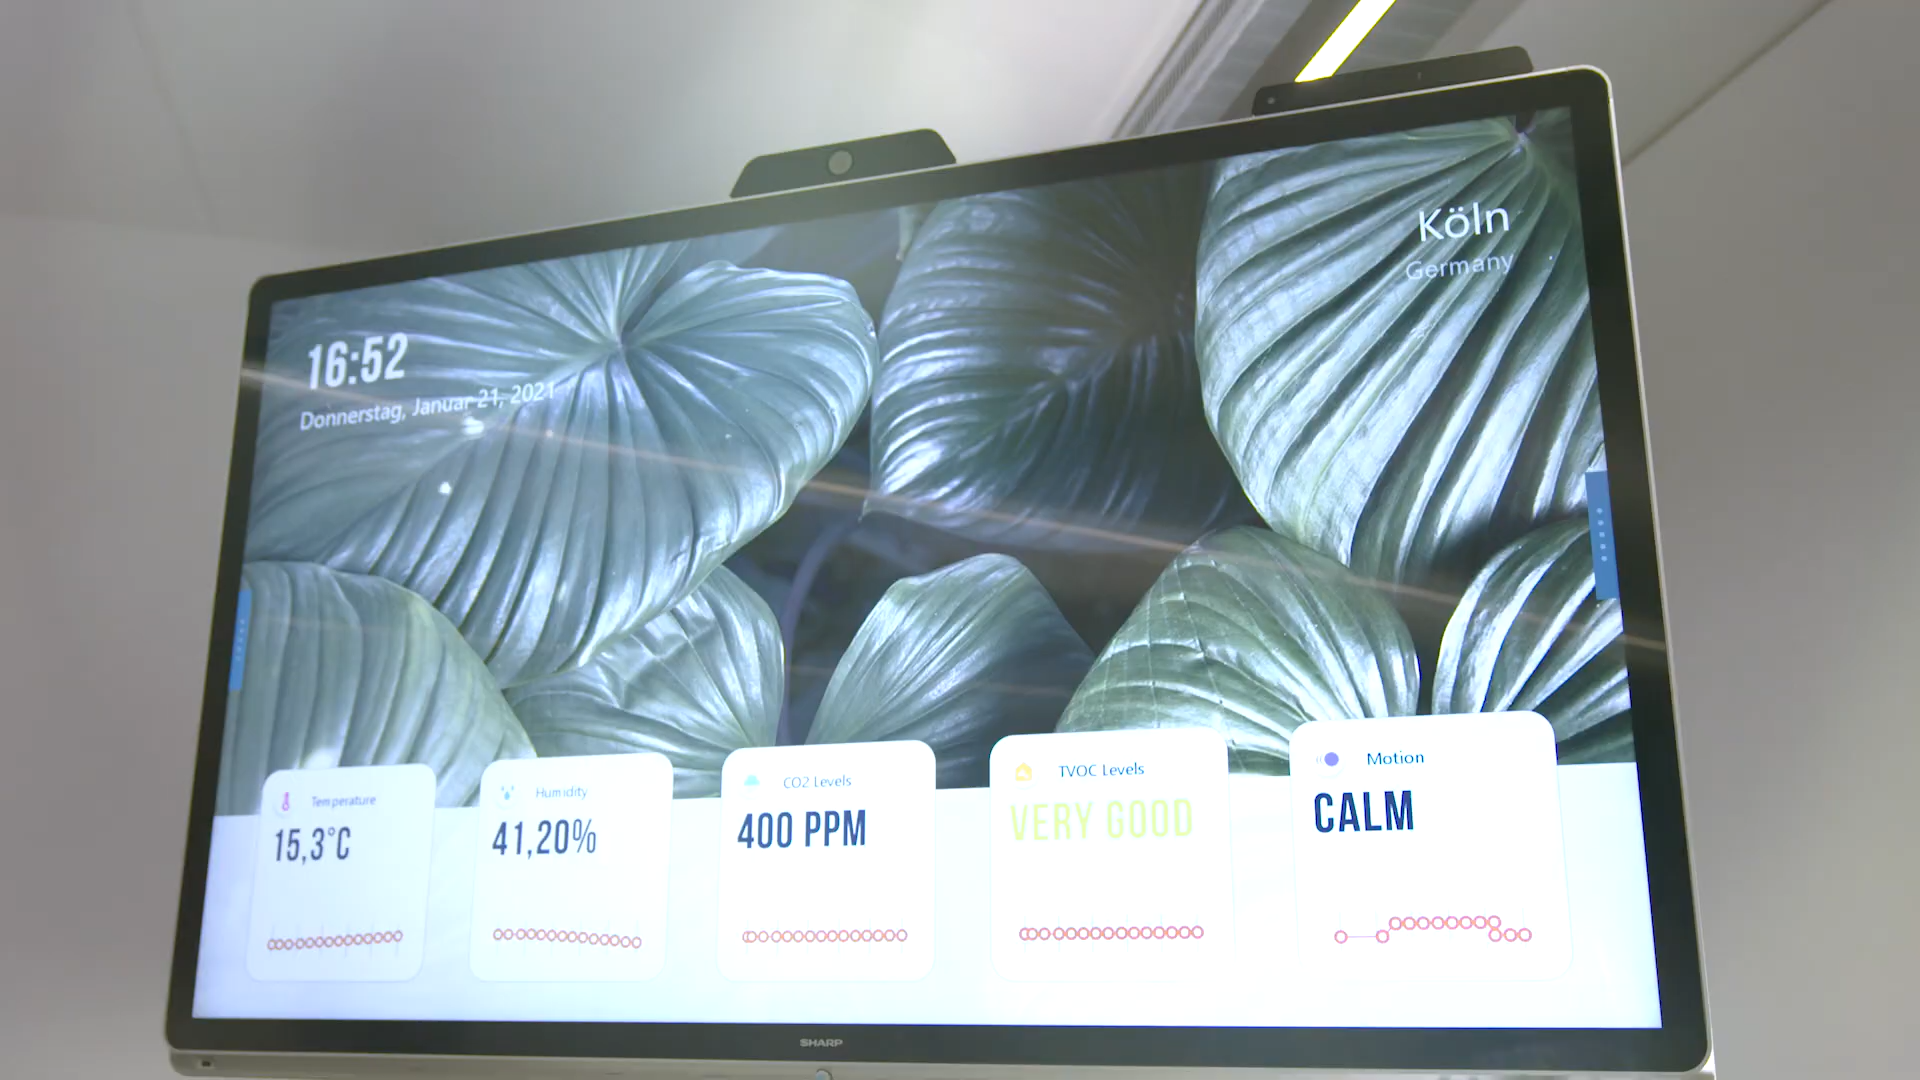 Köln
Germany
16:52
Donnerstag, Januar 21, 2021
Temperature
15,3°C
Humidity
41,20%
CO2 Levels
400 PPM
TVOC Levels
VERY GOOD
Motion
CALM
SHARP